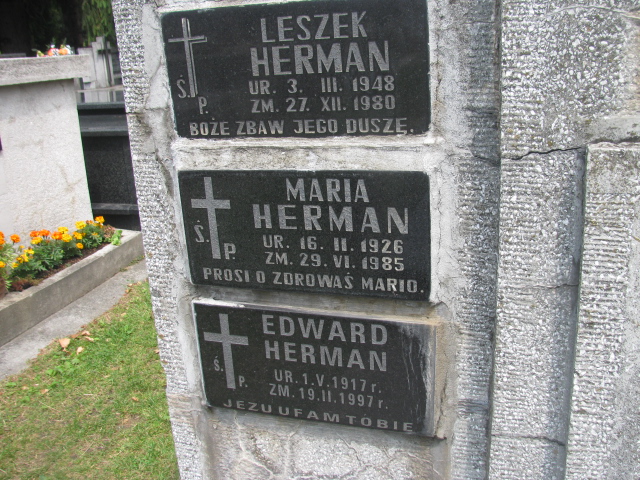 LESZEK
HERMAN
UR. 3. III. 1948
ZM. 27. XII. 1980
Ś. P.
BOŻE ZBAW JEGO DUSZĘ.
MARIA
HERMAN
UR. 16. II. 1926
ZM. 29. VI. 1985
Ś. P.
PROSI O ZDROWAŚ MARIO.
EDWARD
HERMAN
UR. 1. V. 1917 r.
ZM. 19. II. 1997 r.
Ś. P.
JEZU UFAM TOBIE